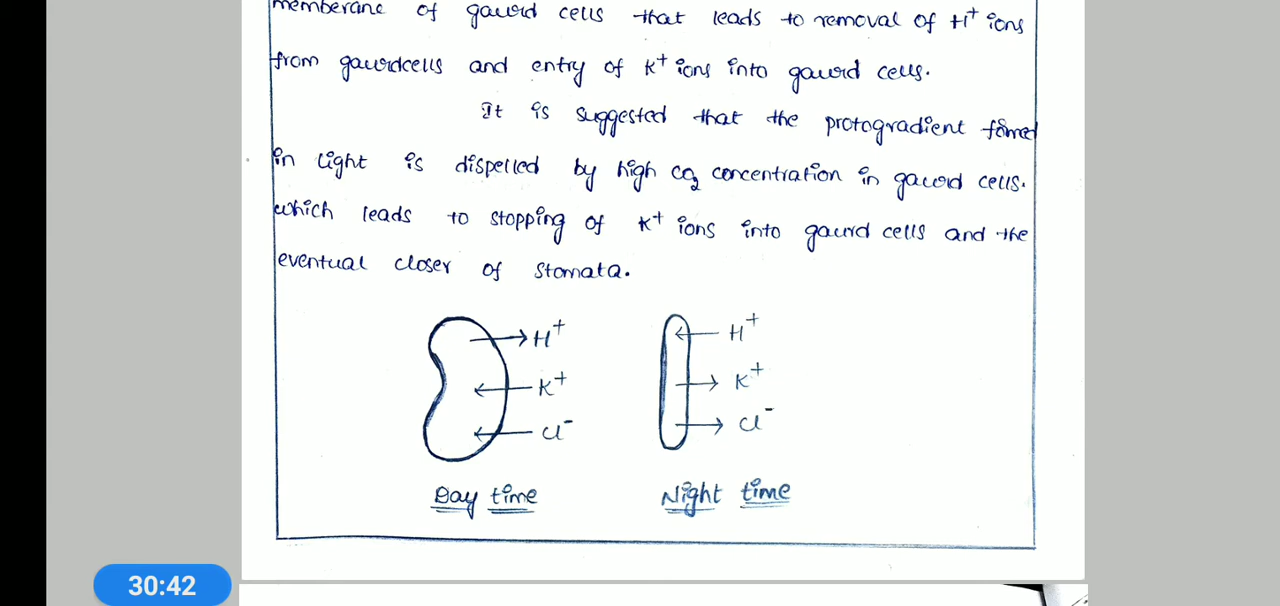 memberane of gaurd cells that leads to removal of H⁺ ions
from gaurdcells and entry of K⁺ ions into gaurd cells.
It is suggested that the protogradient fomed
in light is dispelled by high CO₂ concentration in gaurd cells.
which leads to stopping of K⁺ ions into gaurd cells and the
eventual closer of stomata.
H⁺ H⁺
K⁺ K⁺
Cl⁻ Cl⁻
Day time Night time
30:42